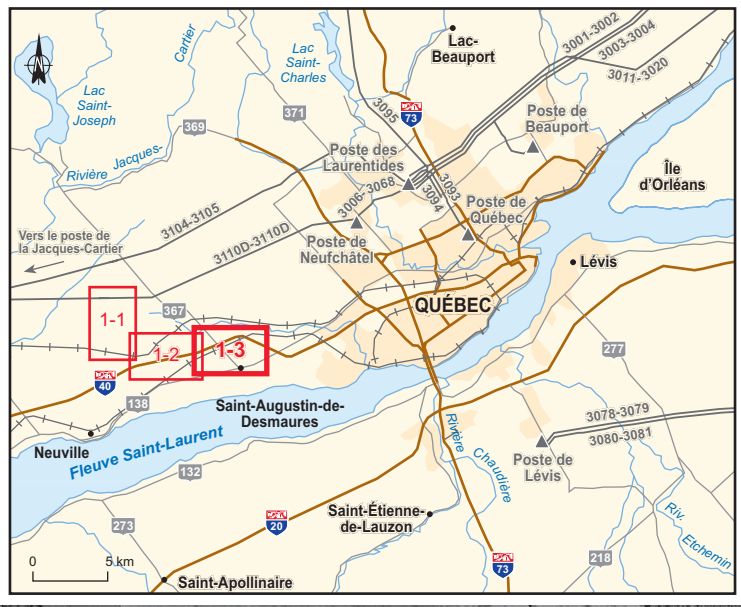 Lac-
Beauport
3001-3002
3003-3004
3011-3020
Cartier
Lac
Saint-
Charles
Lac
Saint-
Joseph
371
3095
73
369
Poste de
Beauport
Jacques-
Rivière
Poste des
Laurentides
Île
d'Orléans
3093
3094
3006-3068
Poste de
Québec
3104-3105
Vers le poste de
la Jacques-Cartier
3110D-3110D
Poste de
Neufchâtel
Lévis
1-1
367
QUÉBEC
1-2
1-3
277
40
138
Saint-Augustin-de-
Desmaures
3078-3079
3080-3081
Neuville
Fleuve Saint-Laurent
Rivière
Chaudière
Poste de
Lévis
132
Saint-Étienne-
de-Lauzon
Riv.
Etchemin
273
20
218
73
0
5 km
Saint-Apollinaire